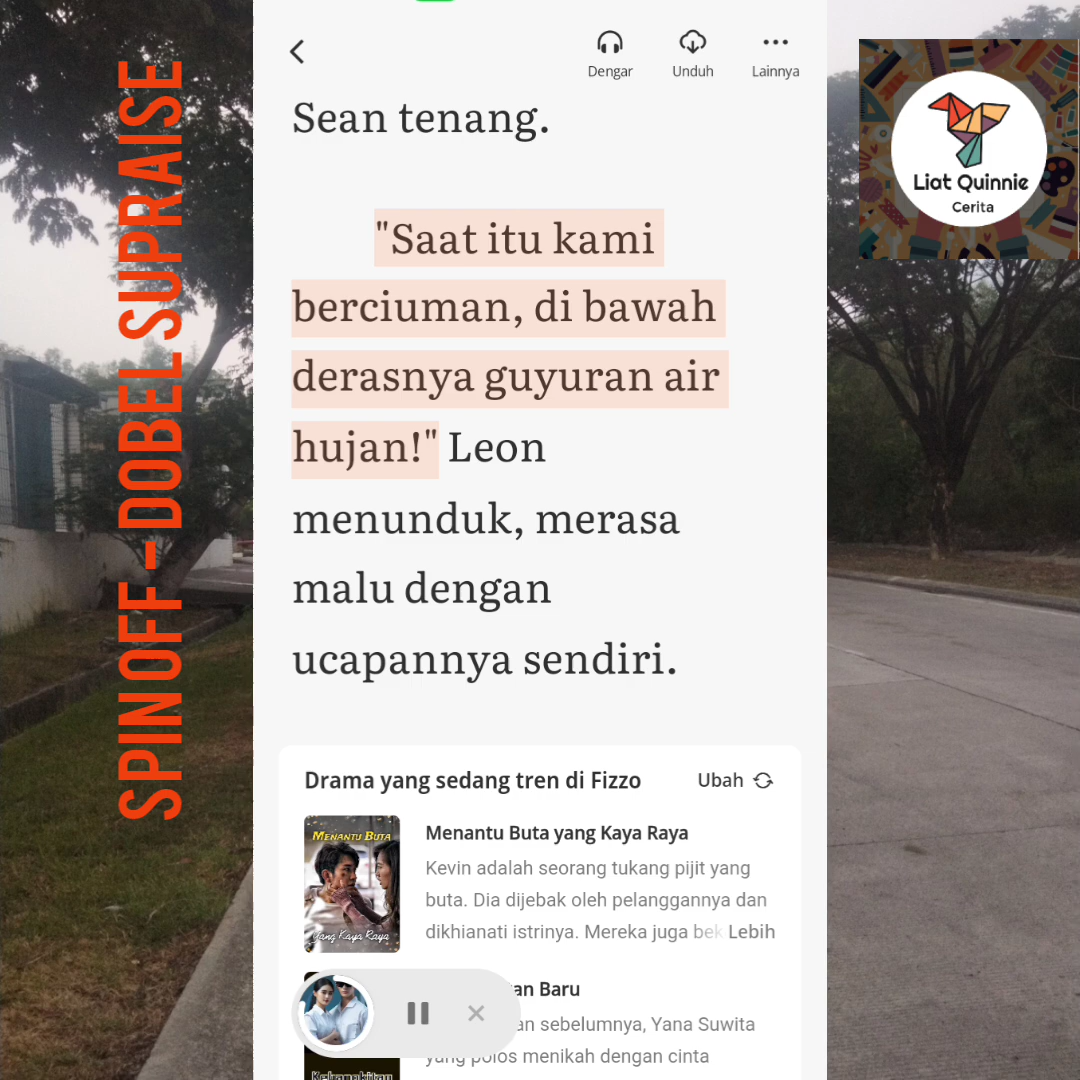 SPIN OFF - DOBEL SUPRAISE
Dengar
Unduh
Lainnya
Liat Quinnie
Cerita
Sean tenang.
"Saat itu kami
berciuman, di bawah
derasnya guyuran air
hujan!" Leon
menunduk, merasa
malu dengan
ucapannya sendiri.
Drama yang sedang tren di Fizzo
Ubah
MENANTU BUTA
Yang Kaya Raya
Menantu Buta yang Kaya Raya
Kevin adalah seorang tukang pijit yang
buta. Dia dijebak oleh pelanggannya dan
dikhianati istrinya. Mereka juga bek Lebih
an Baru
an sebelumnya, Yana Suwita
yang polos menikah dengan cinta